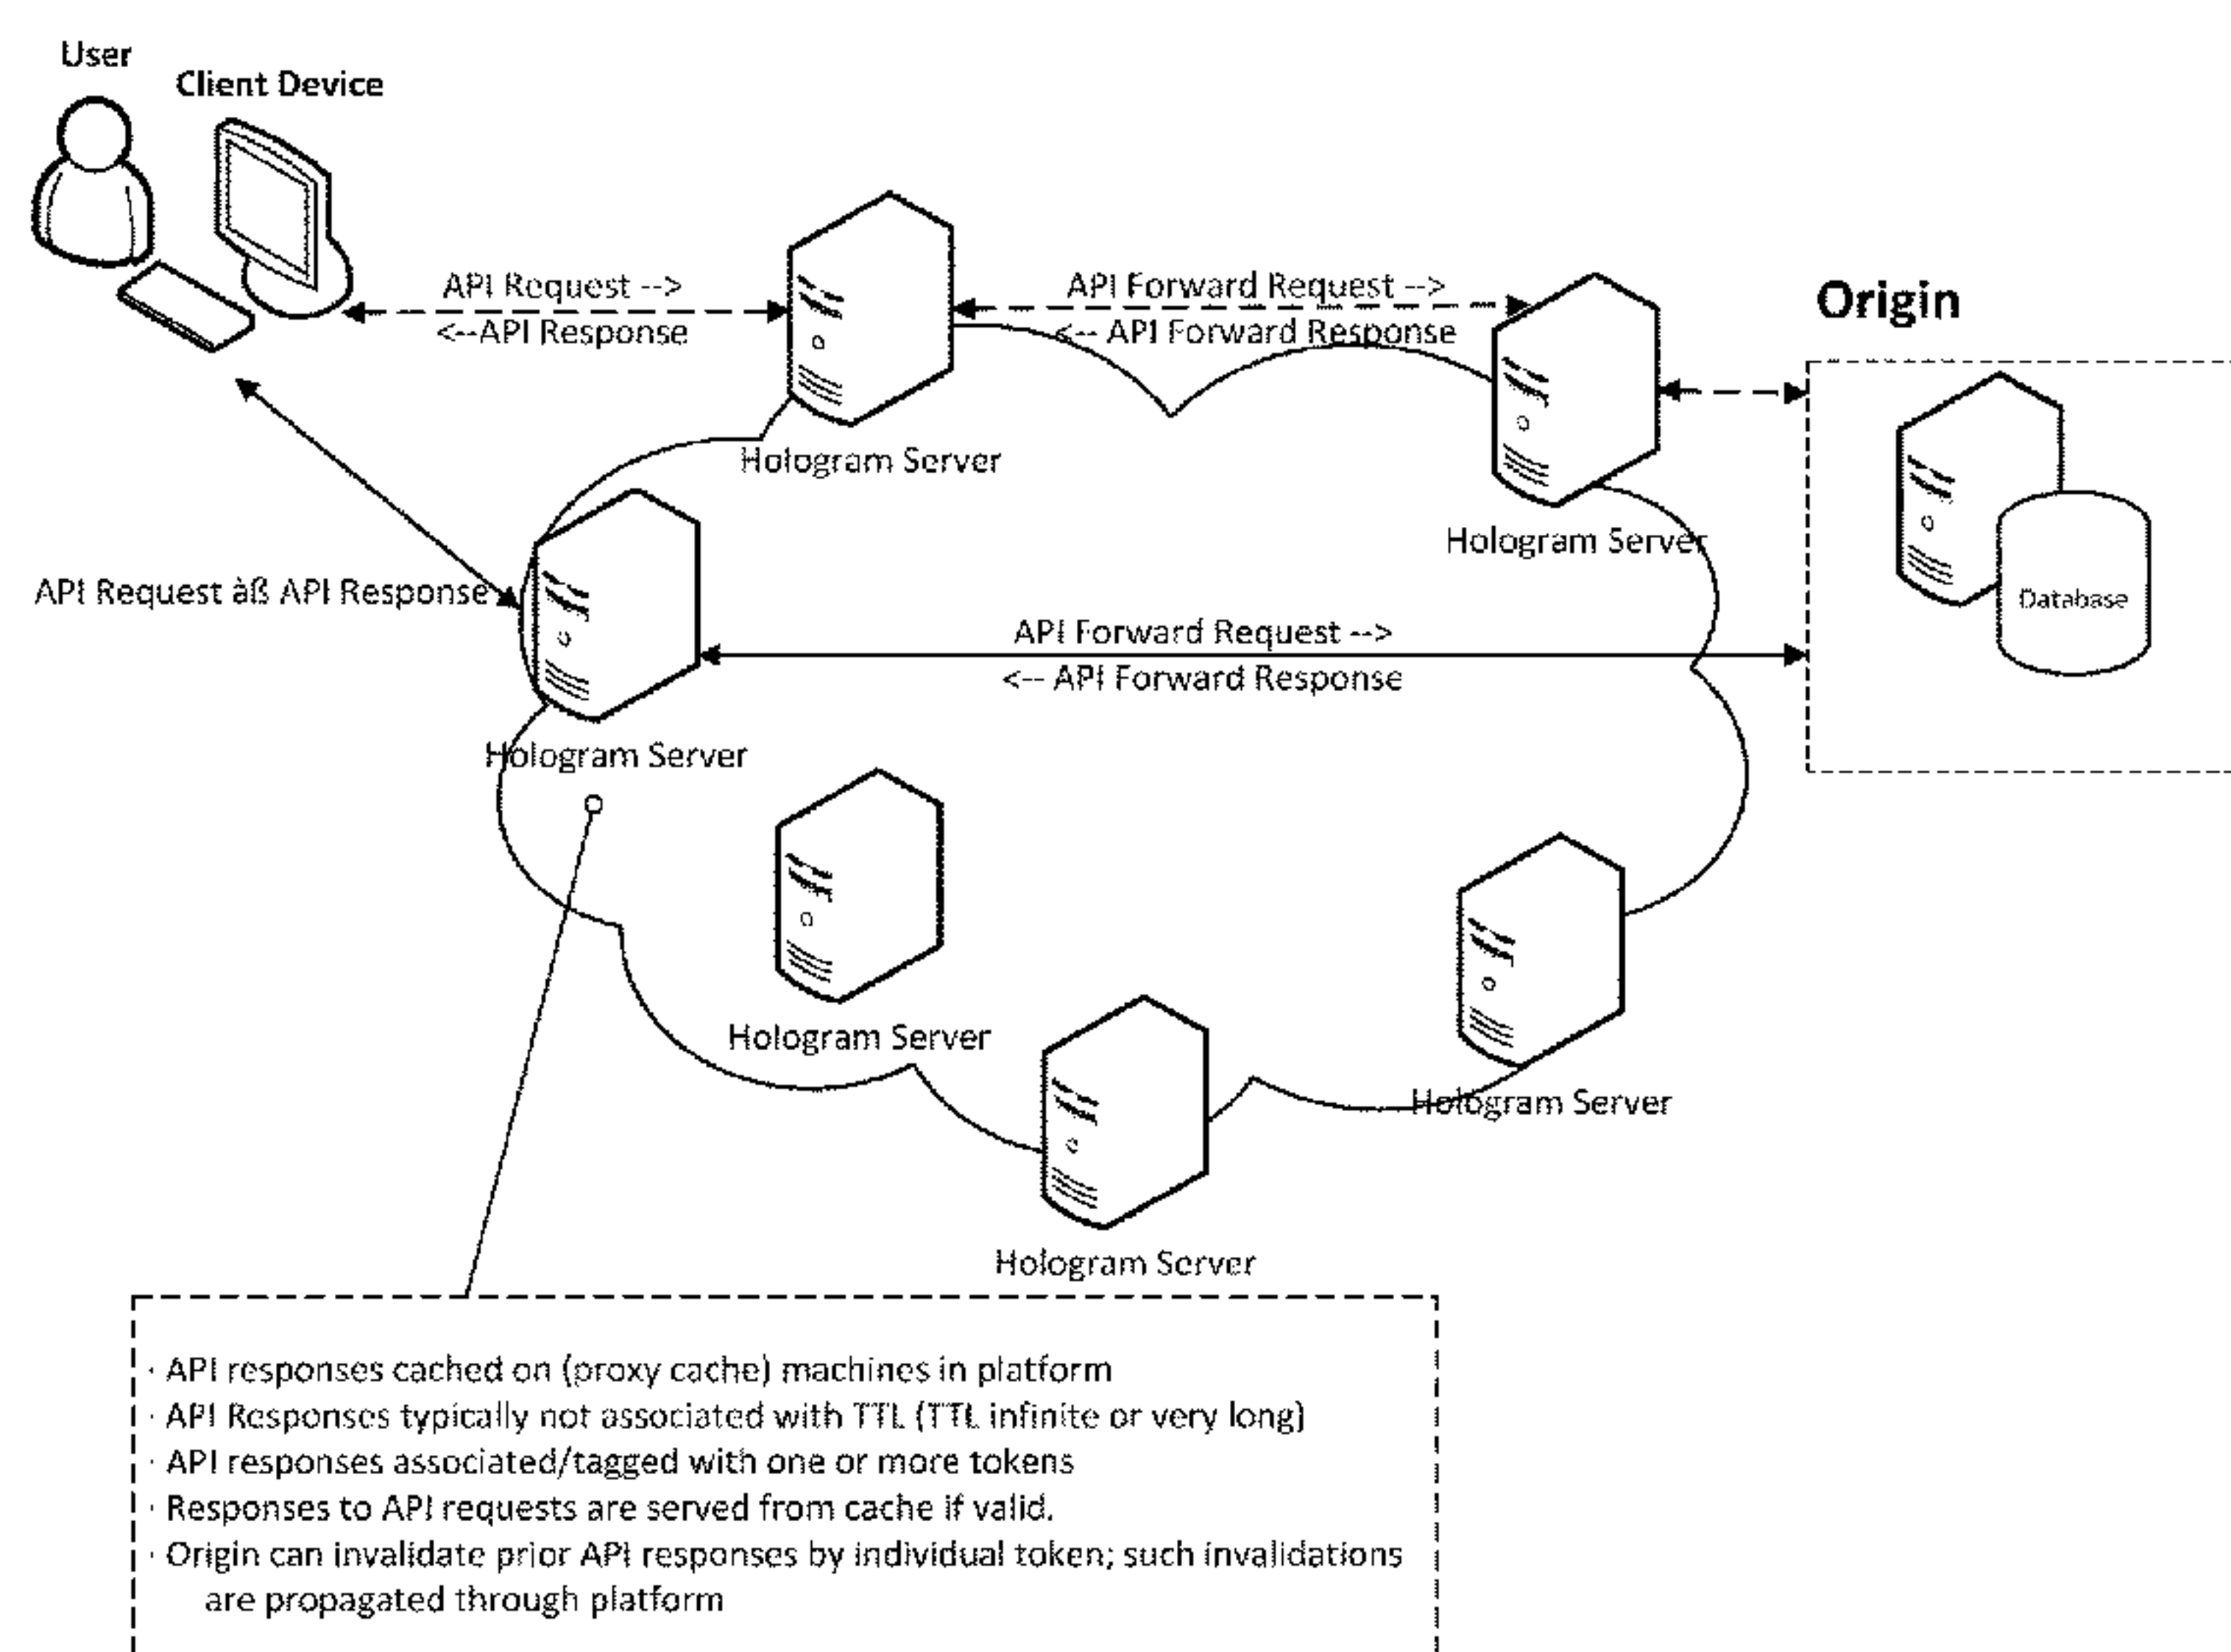 User
Client Device
API Request -->
<--API Response
API Forward Request -->
<-- API Forward Response
Origin
Hologram Server
Hologram Server
Database
API Request àß API Response
API Forward Request -->
<-- API Forward Response
Hologram Server
Hologram Server
Hologram Server
Hologram Server
· API responses cached on (proxy cache) machines in platform
· API Responses typically not associated with TTL (TTL infinite or very long)
· API responses associated/tagged with one or more tokens
· Responses to API requests are served from cache if valid.
· Origin can invalidate prior API responses by individual token; such invalidations
are propagated through platform